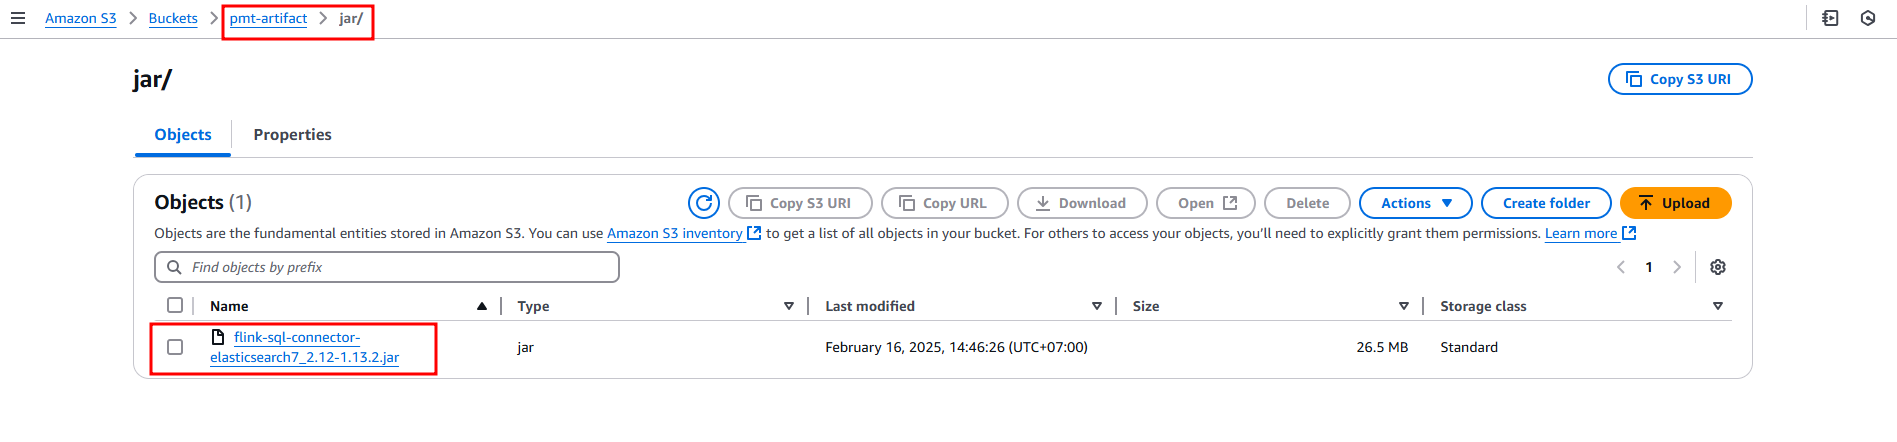 Amazon S3 > Buckets > pmt-artifact > jar/
jar/
Copy S3 URI
Objects Properties
Objects (1) Copy S3 URI Copy URL Download Open Delete Actions Create folder Upload
Objects are the fundamental entities stored in Amazon S3. You can use Amazon S3 inventory to get a list of all objects in your bucket. For others to access your objects, you'll need to explicitly grant them permissions. Learn more
Find objects by prefix
1
Name Type Last modified Size Storage class
flink-sql-connector-
elasticsearch7_2.12-1.13.2.jar
jar February 16, 2025, 14:46:26 (UTC+07:00) 26.5 MB Standard